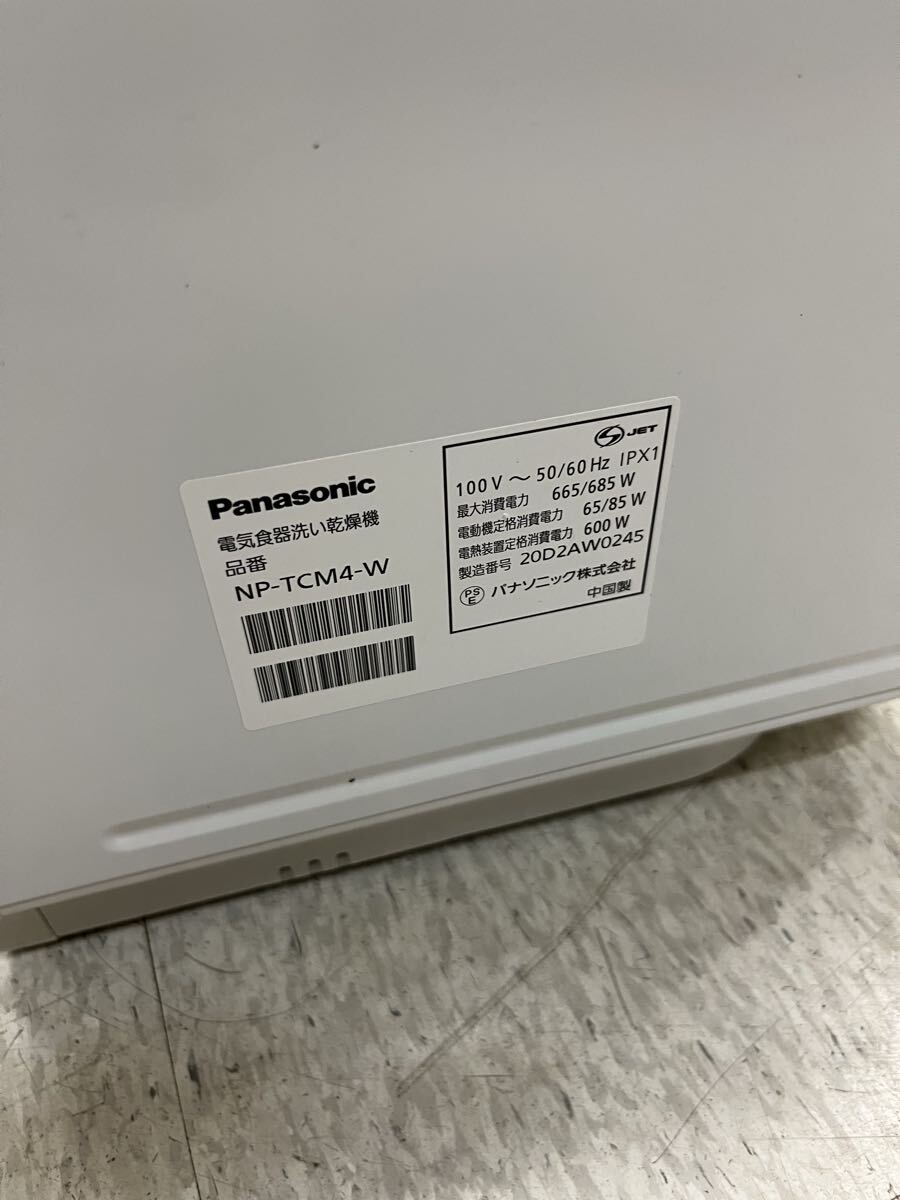 Panasonic
電気食器洗い乾燥機
品番
NP-TCM4-W
JET
100V ～ 50/60Hz IPX1
最大消費電力 665/685 W
電動機定格消費電力 65/85 W
電熱装置定格消費電力 600 W
製造番号 20D2AW0245
PSE パナソニック株式会社
中国製